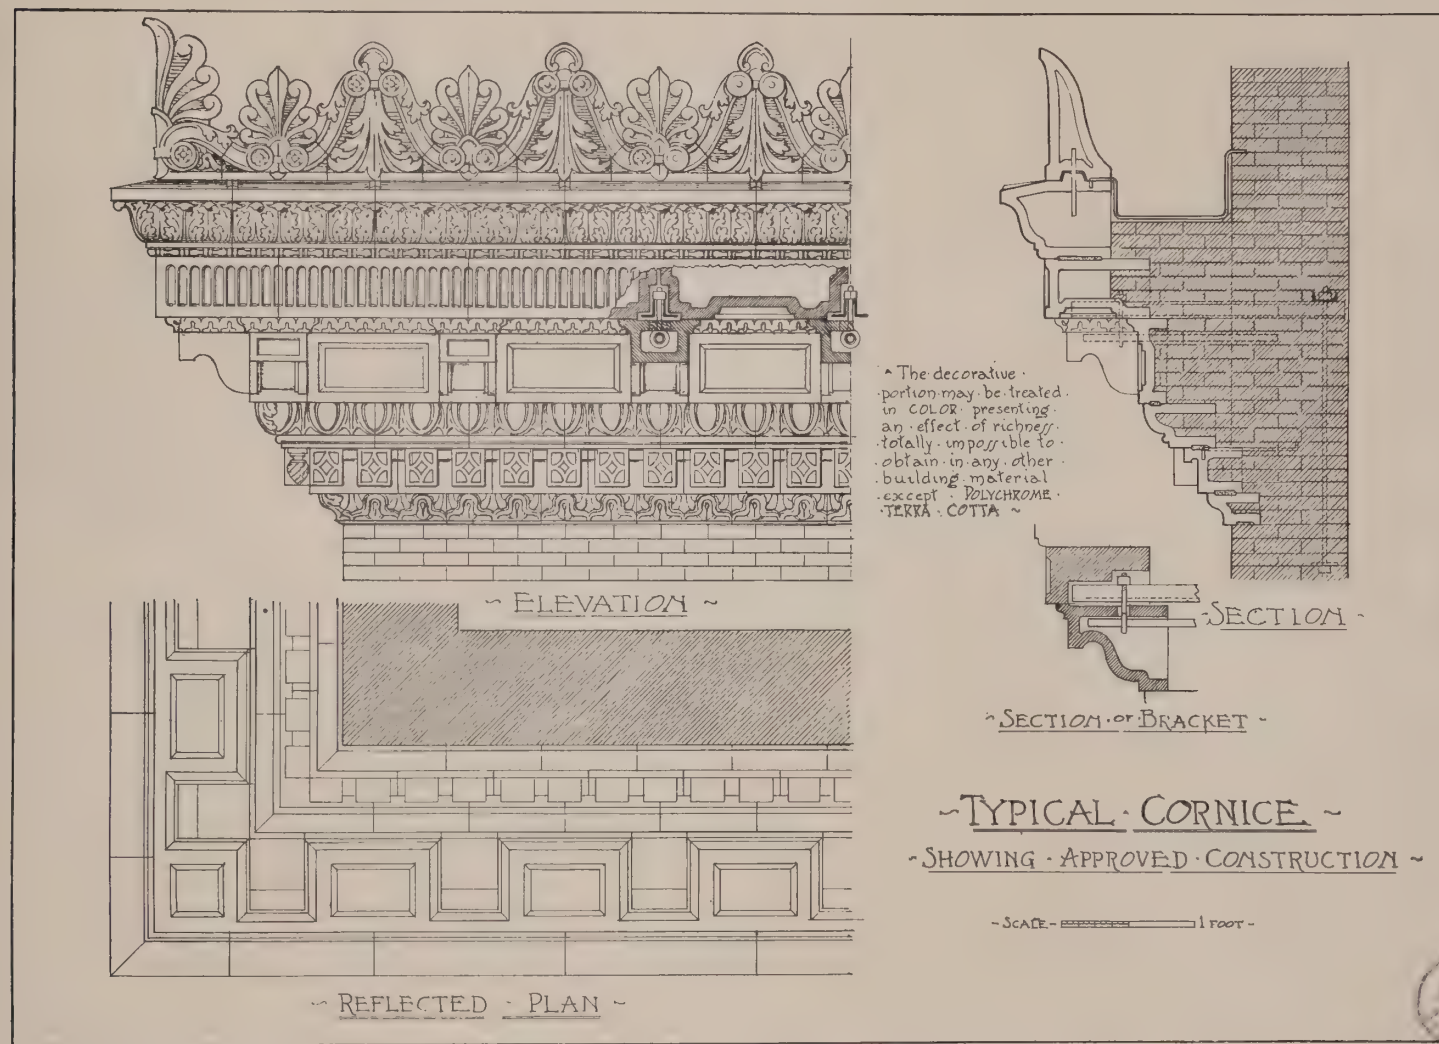 ~ ELEVATION ~
" The · decorative ·
· portion · may · be · treated ·
in · COLOR · presenting ·
an · effect · of richness ·
· totally · impossible to ·
· obtain · in · any · other ·
· building · material
· except · POLYCHROME ·
· TERRA · COTTA ~
~ SECTION ~
~ SECTION · OF · BRACKET ~
~ TYPICAL · CORNICE ~
~ SHOWING · APPROVED · CONSTRUCTION ~
- SCALE - 1 FOOT -
~ REFLECTED · PLAN ~